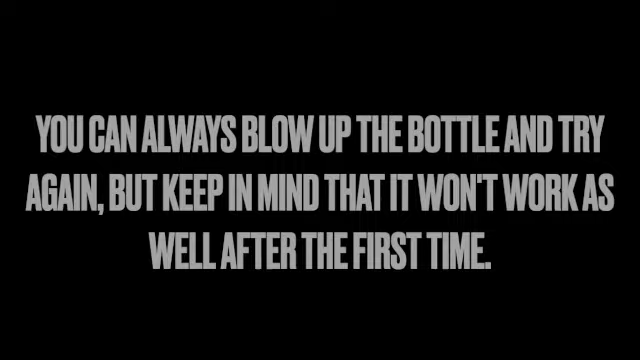 YOU CAN ALWAYS BLOW UP THE BOTTLE AND TRY
AGAIN, BUT KEEP IN MIND THAT IT WON'T WORK AS
WELL AFTER THE FIRST TIME.